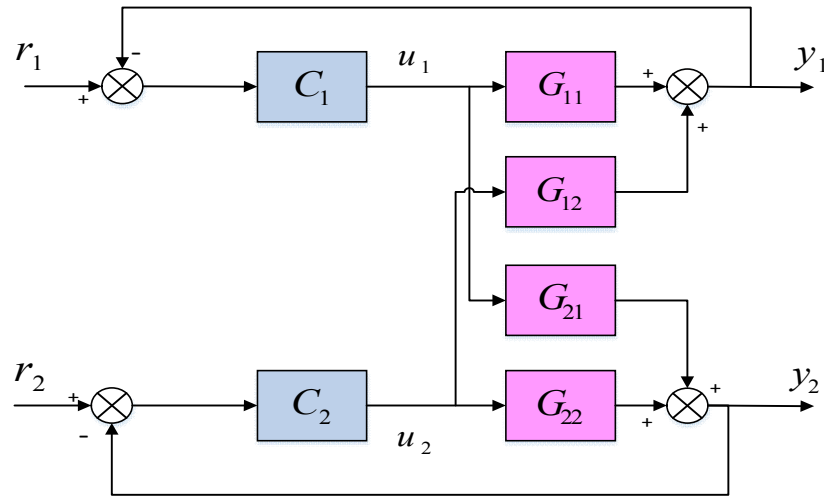 r₁ + - C₁ u₁ G₁₁ + + y₁
G₁₂
G₂₁
r₂ + - C₂ u₂ G₂₂ + + y₂